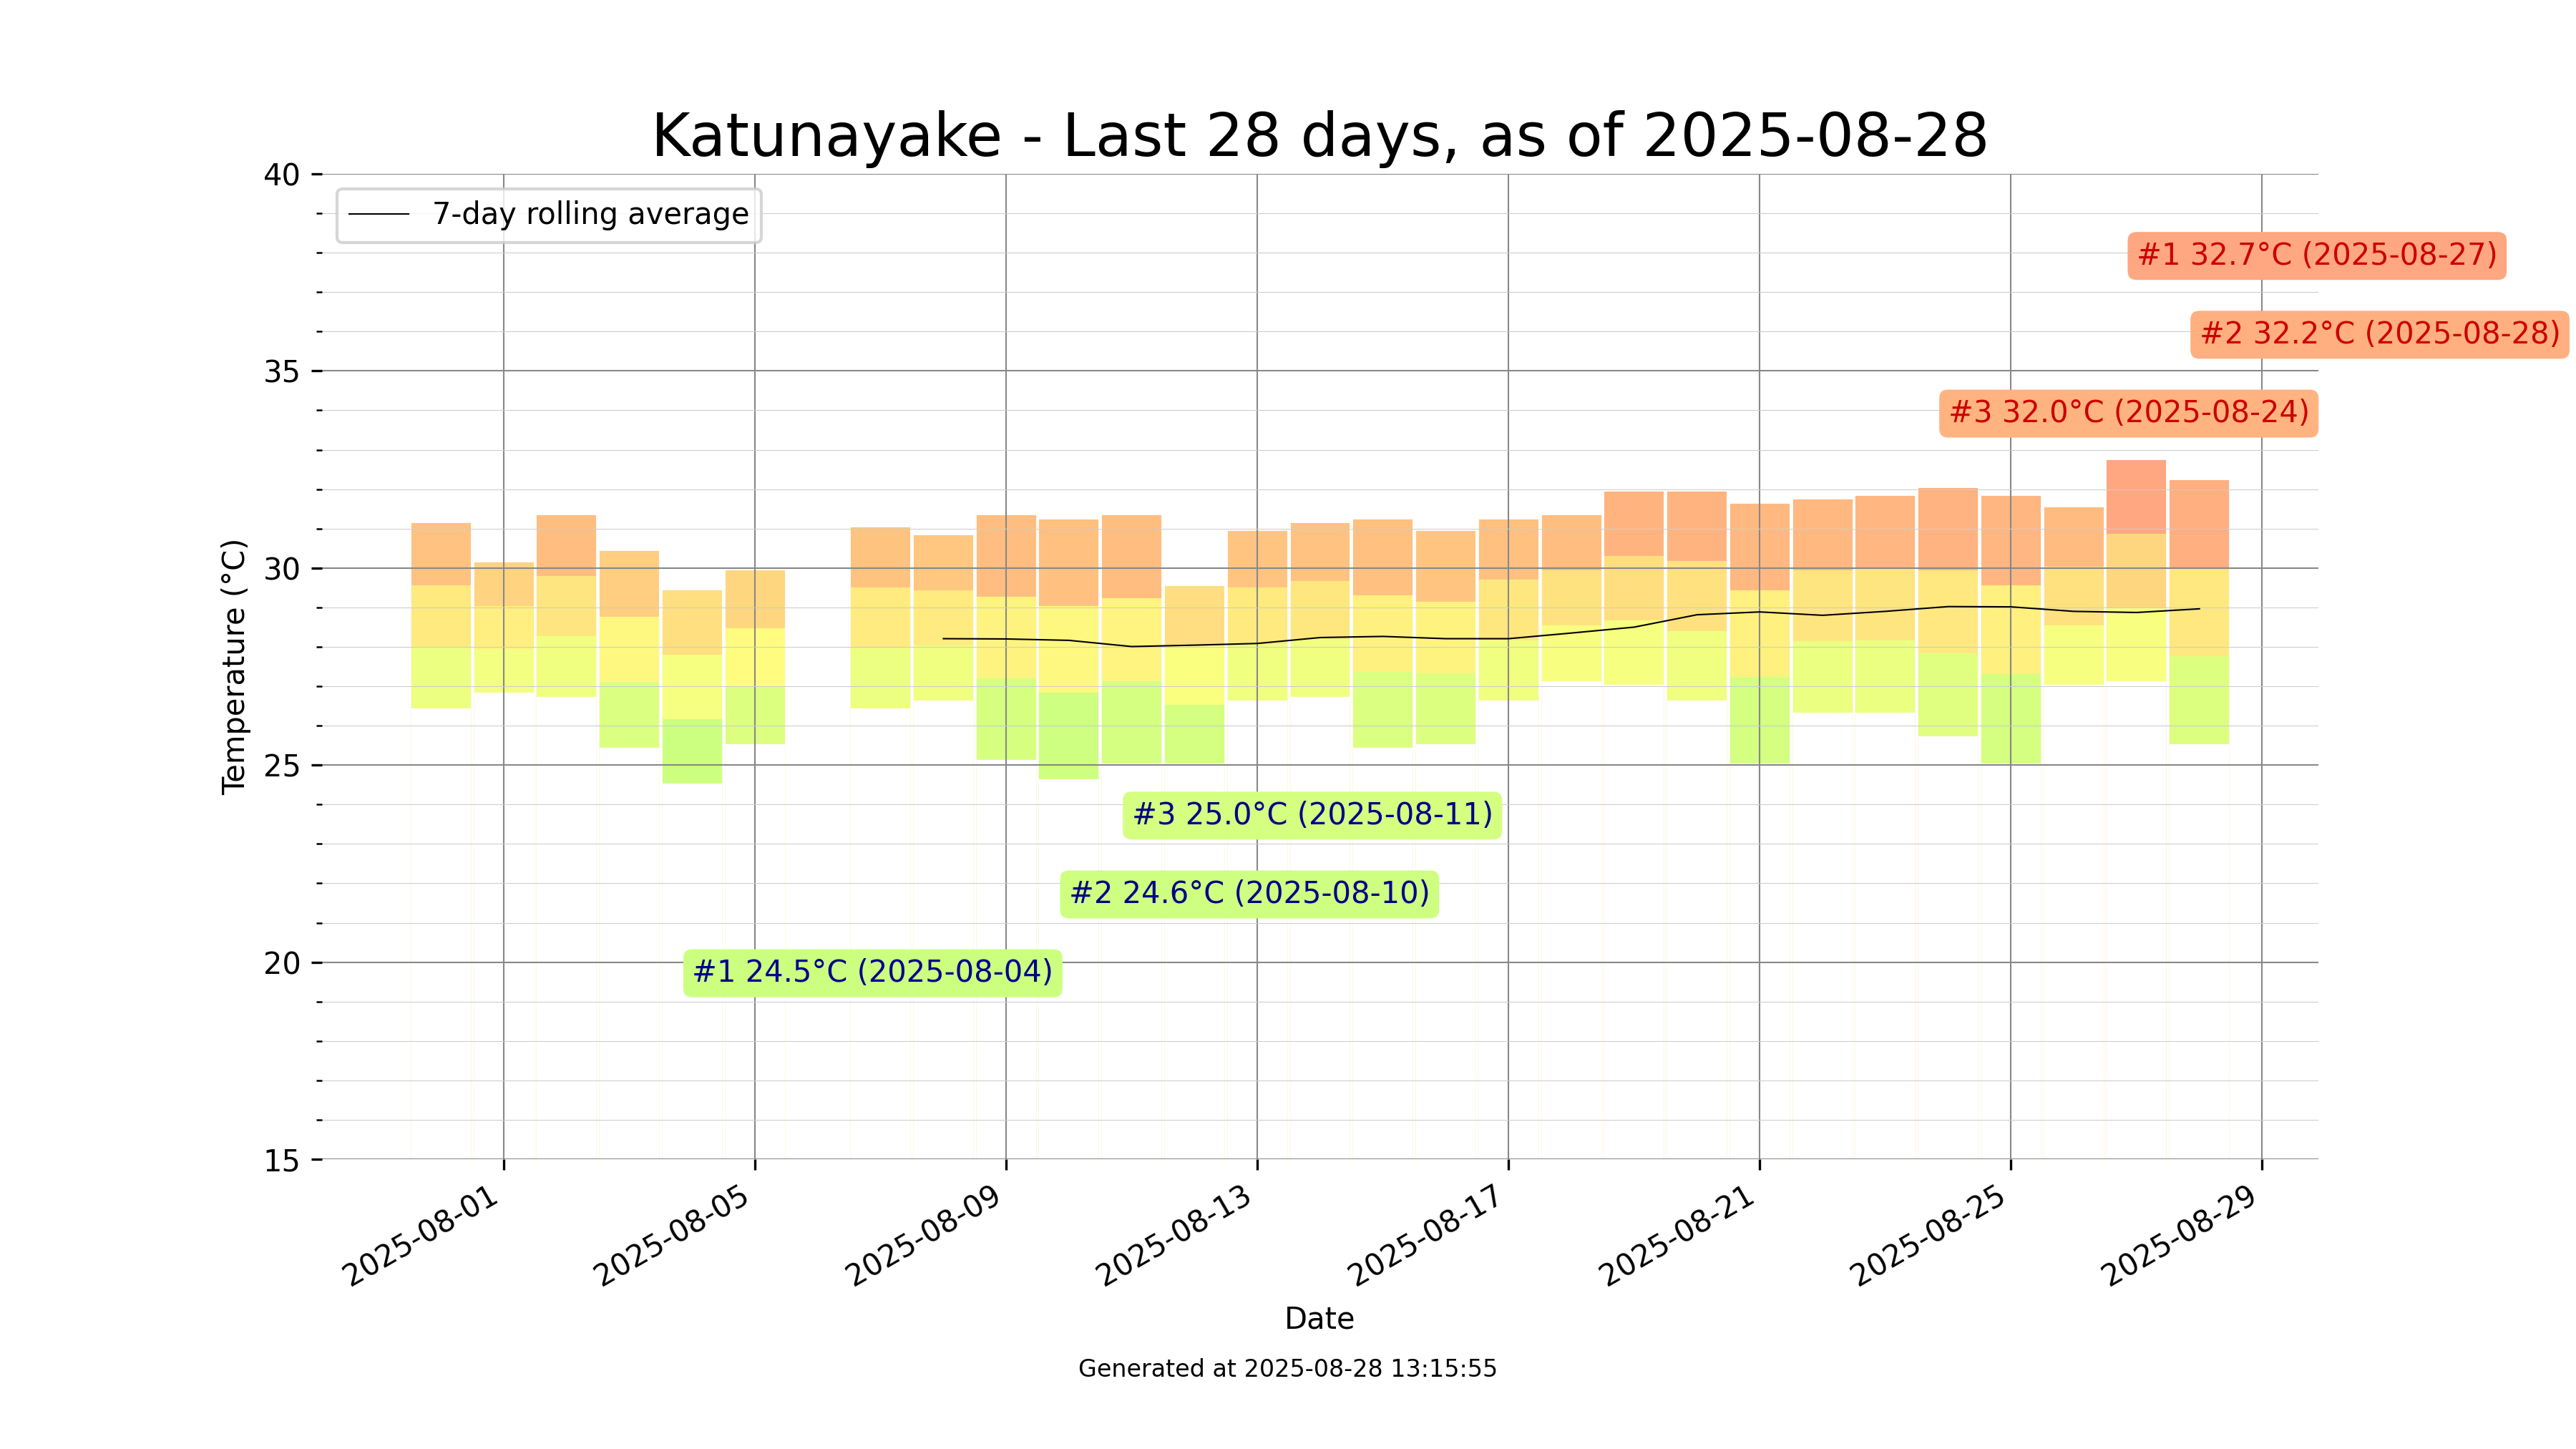 Katunayake - Last 28 days, as of 2025-08-28
40
7-day rolling average
#1 32.7°C (2025-08-27)
#2 32.2°C (2025-08-28)
35
#3 32.0°C (2025-08-24)
30
Temperature (°C)
25
#3 25.0°C (2025-08-11)
#2 24.6°C (2025-08-10)
20
#1 24.5°C (2025-08-04)
15
2025-08-01
2025-08-05
2025-08-09
2025-08-13
2025-08-17
2025-08-21
2025-08-25
2025-08-29
Date
Generated at 2025-08-28 13:15:55